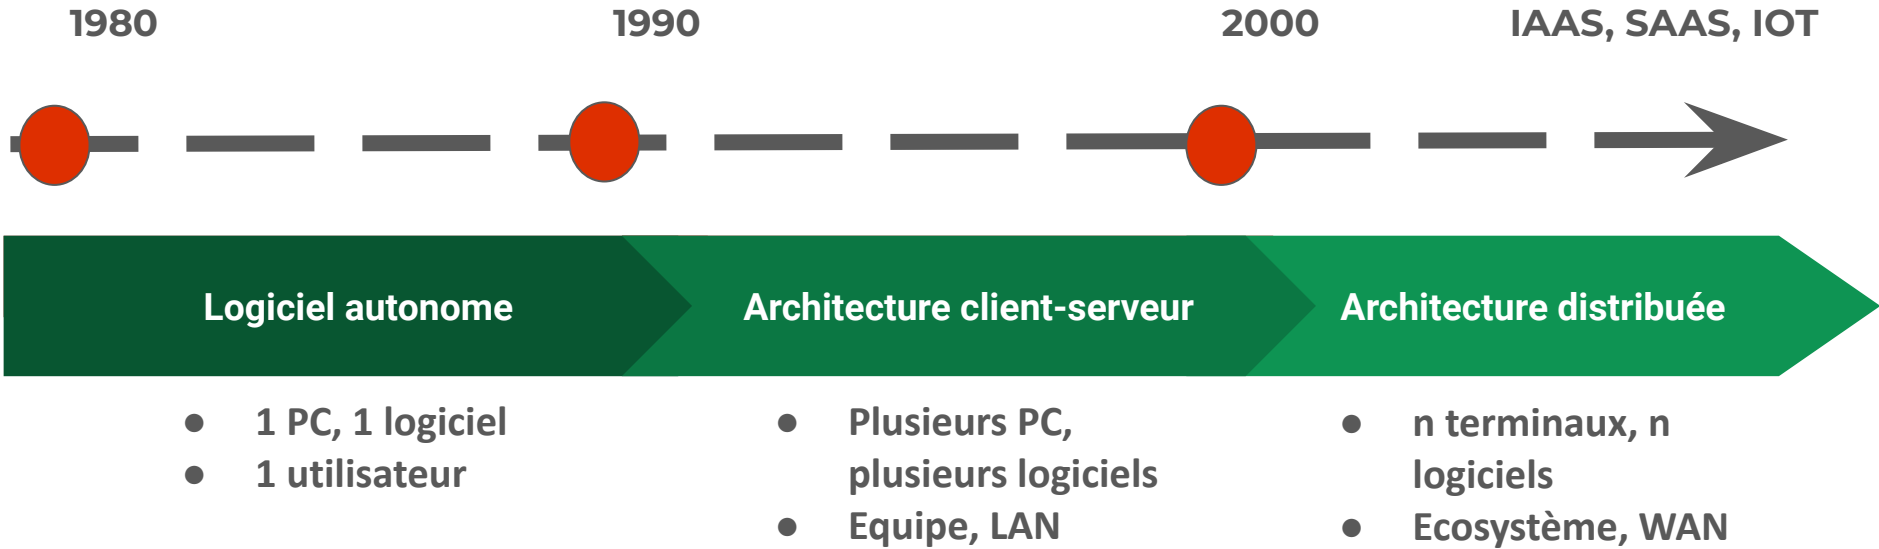 1980
1990
2000
IAAS, SAAS, IOT
Logiciel autonome
Architecture client-serveur
Architecture distribuée
● 1 PC, 1 logiciel
● 1 utilisateur
● Plusieurs PC,
plusieurs logiciels
● Equipe, LAN
● n terminaux, n
logiciels
● Ecosystème, WAN